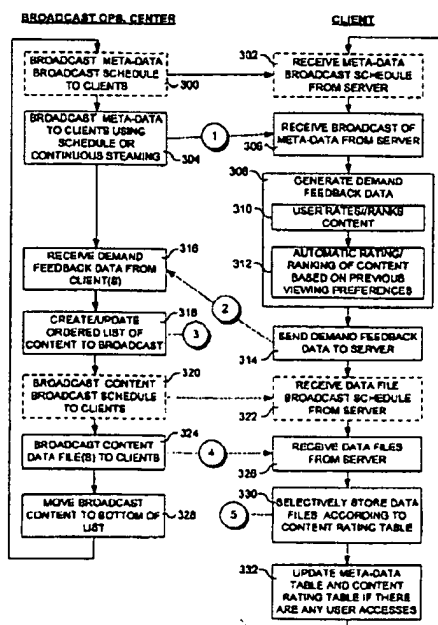 BROADCAST OPS. CENTER
BROADCAST META-DATA
BROADCAST SCHEDULE
TO CLIENTS
300
BROADCAST META-DATA
TO CLIENTS USING
SCHEDULE OR
CONTINUOUS STEAMING
304
1
RECEIVE DEMAND
FEEDBACK DATA FROM
CLIENT(S)
316
2
CREATE/UPDATE
ORDERED LIST OF
CONTENT TO BROADCAST
318
3
BROADCAST CONTENT
BROADCAST SCHEDULE
TO CLIENTS
320
BROADCAST CONTENT
DATA FILE(S) TO CLIENTS
324
4
MOVE BROADCAST
CONTENT TO BOTTOM OF
LIST
328
CLIENT
302
RECEIVE META-DATA
BROADCAST SCHEDULE
FROM SERVER
RECEIVE BROADCAST OF
META-DATA FROM SERVER
306
308
GENERATE DEMAND
FEEDBACK DATA
310
USER RATES/RANKS
CONTENT
312
AUTOMATIC RATING/
RANKING OF CONTENT
BASED ON PREVIOUS
VIEWING PREFERENCES
SEND DEMAND FEEDBACK
DATA TO SERVER
314
RECEIVE DATA FILE
BROADCAST SCHEDULE
FROM SERVER
322
RECEIVE DATA FILES
FROM SERVER
326
330
SELECTIVELY STORE DATA
FILES ACCORDING TO
CONTENT RATING TABLE
5
332
UPDATE META-DATA
TABLE AND CONTENT
RATING TABLE IF THERE
ARE ANY USER ACCESSES